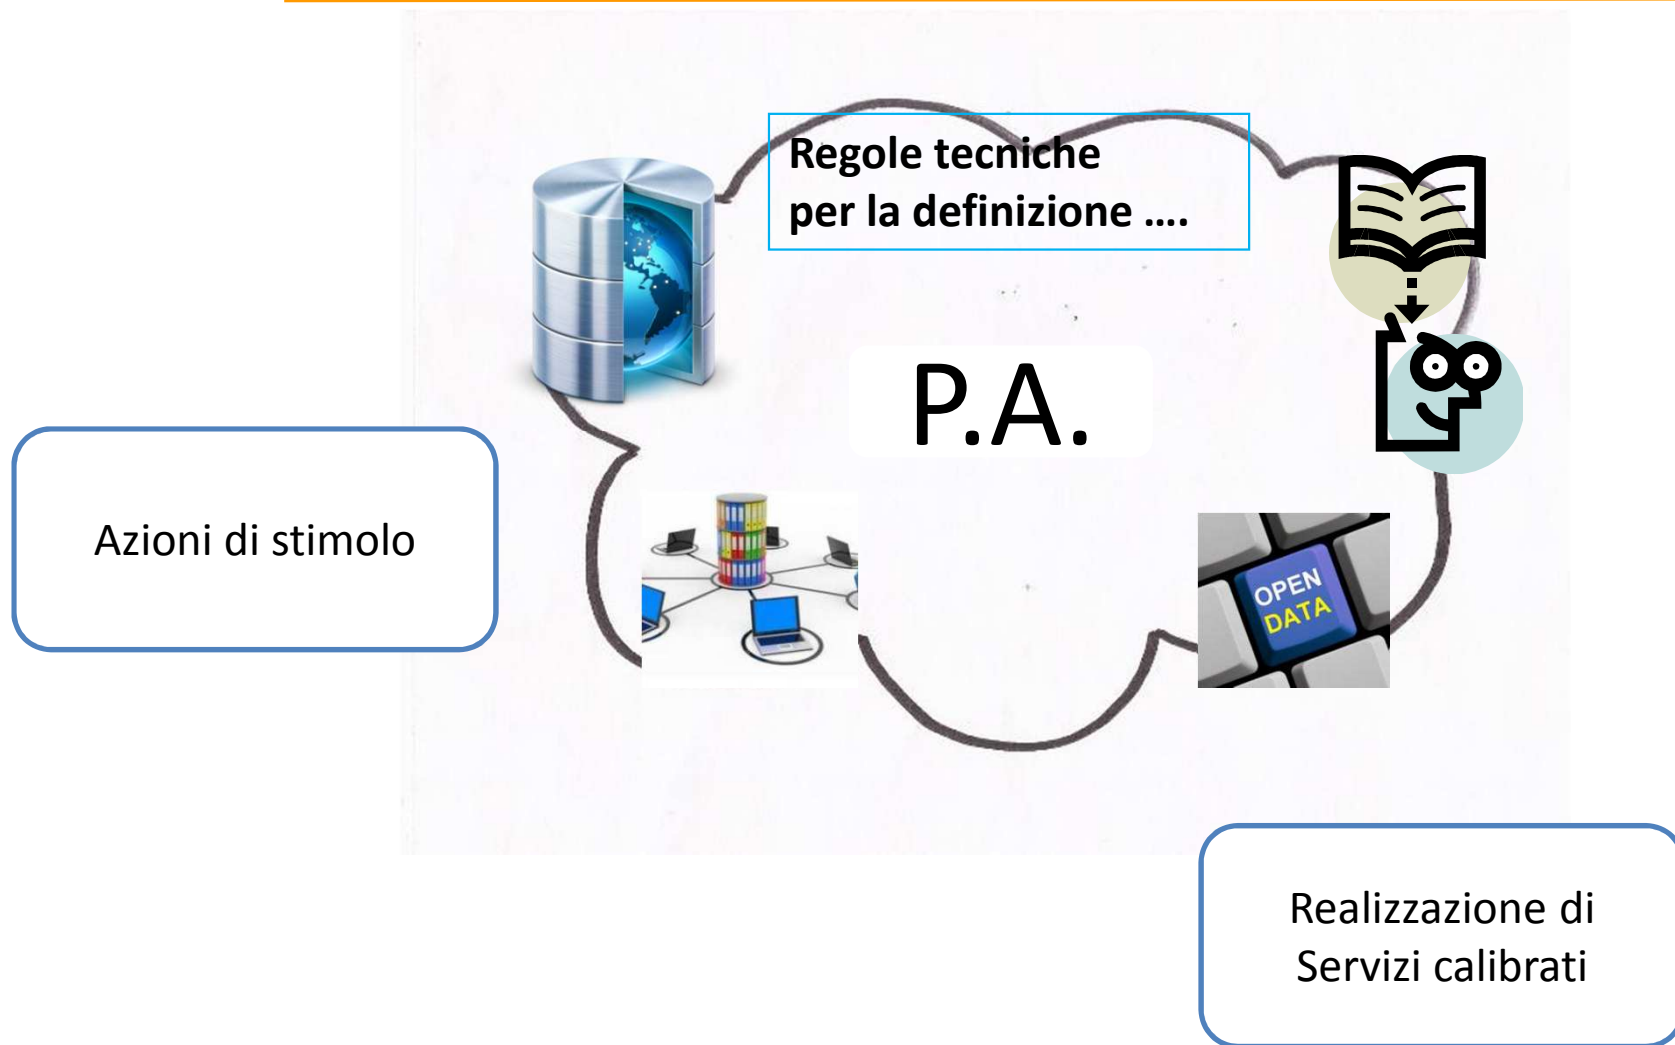 Regole tecniche
per la definizione ....
P.A.
Azioni di stimolo
OPEN
DATA
Realizzazione di
Servizi calibrati